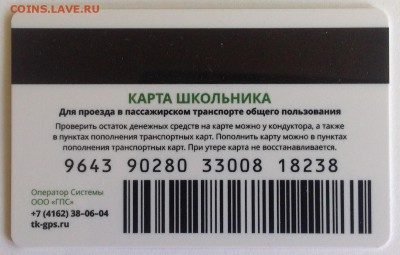 COINS.LAVE.RU
КАРТА ШКОЛЬНИКА
Для проезда в пассажирском транспорте общего пользования
Проверить остаток денежных средств на карте можно у кондуктора, а также
в пунктах пополнения транспортных карт. Пополнить карту можно в пунктах
пополнения транспортных карт. При утере карта не восстанавливается.
9643 90280 33008 18238
Оператор Системы
ООО «ГПС»
+7 (4162) 38-06-04
tk-gps.ru